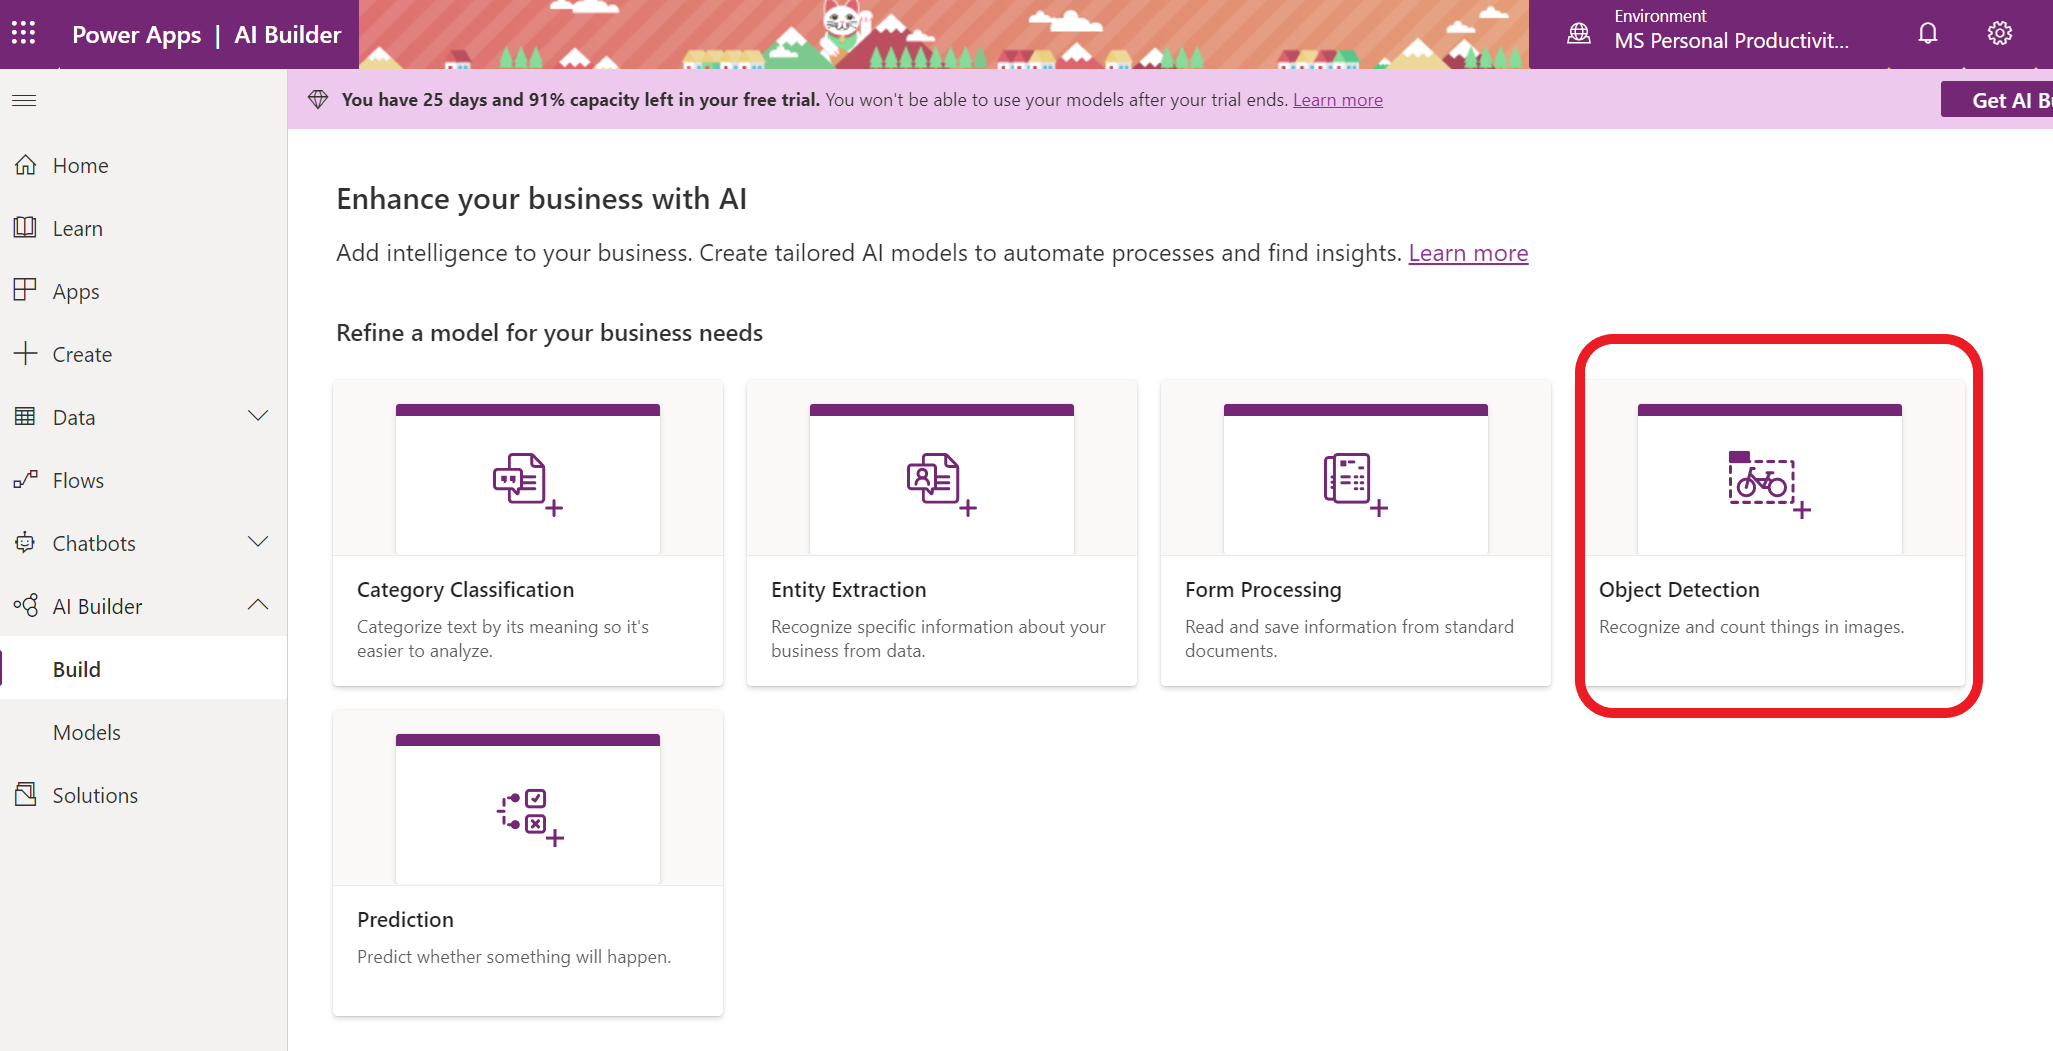 Power Apps | AI Builder
Environment
MS Personal Productivit...
You have 25 days and 91% capacity left in your free trial. You won't be able to use your models after your trial ends. Learn more
Get AI B
Home
Learn
Apps
Create
Data
Flows
Chatbots
AI Builder
Build
Models
Solutions
Enhance your business with AI
Add intelligence to your business. Create tailored AI models to automate processes and find insights. Learn more
Refine a model for your business needs
Category Classification
Categorize text by its meaning so it's
easier to analyze.
Entity Extraction
Recognize specific information about your
business from data.
Form Processing
Read and save information from standard
documents.
Object Detection
Recognize and count things in images.
Prediction
Predict whether something will happen.